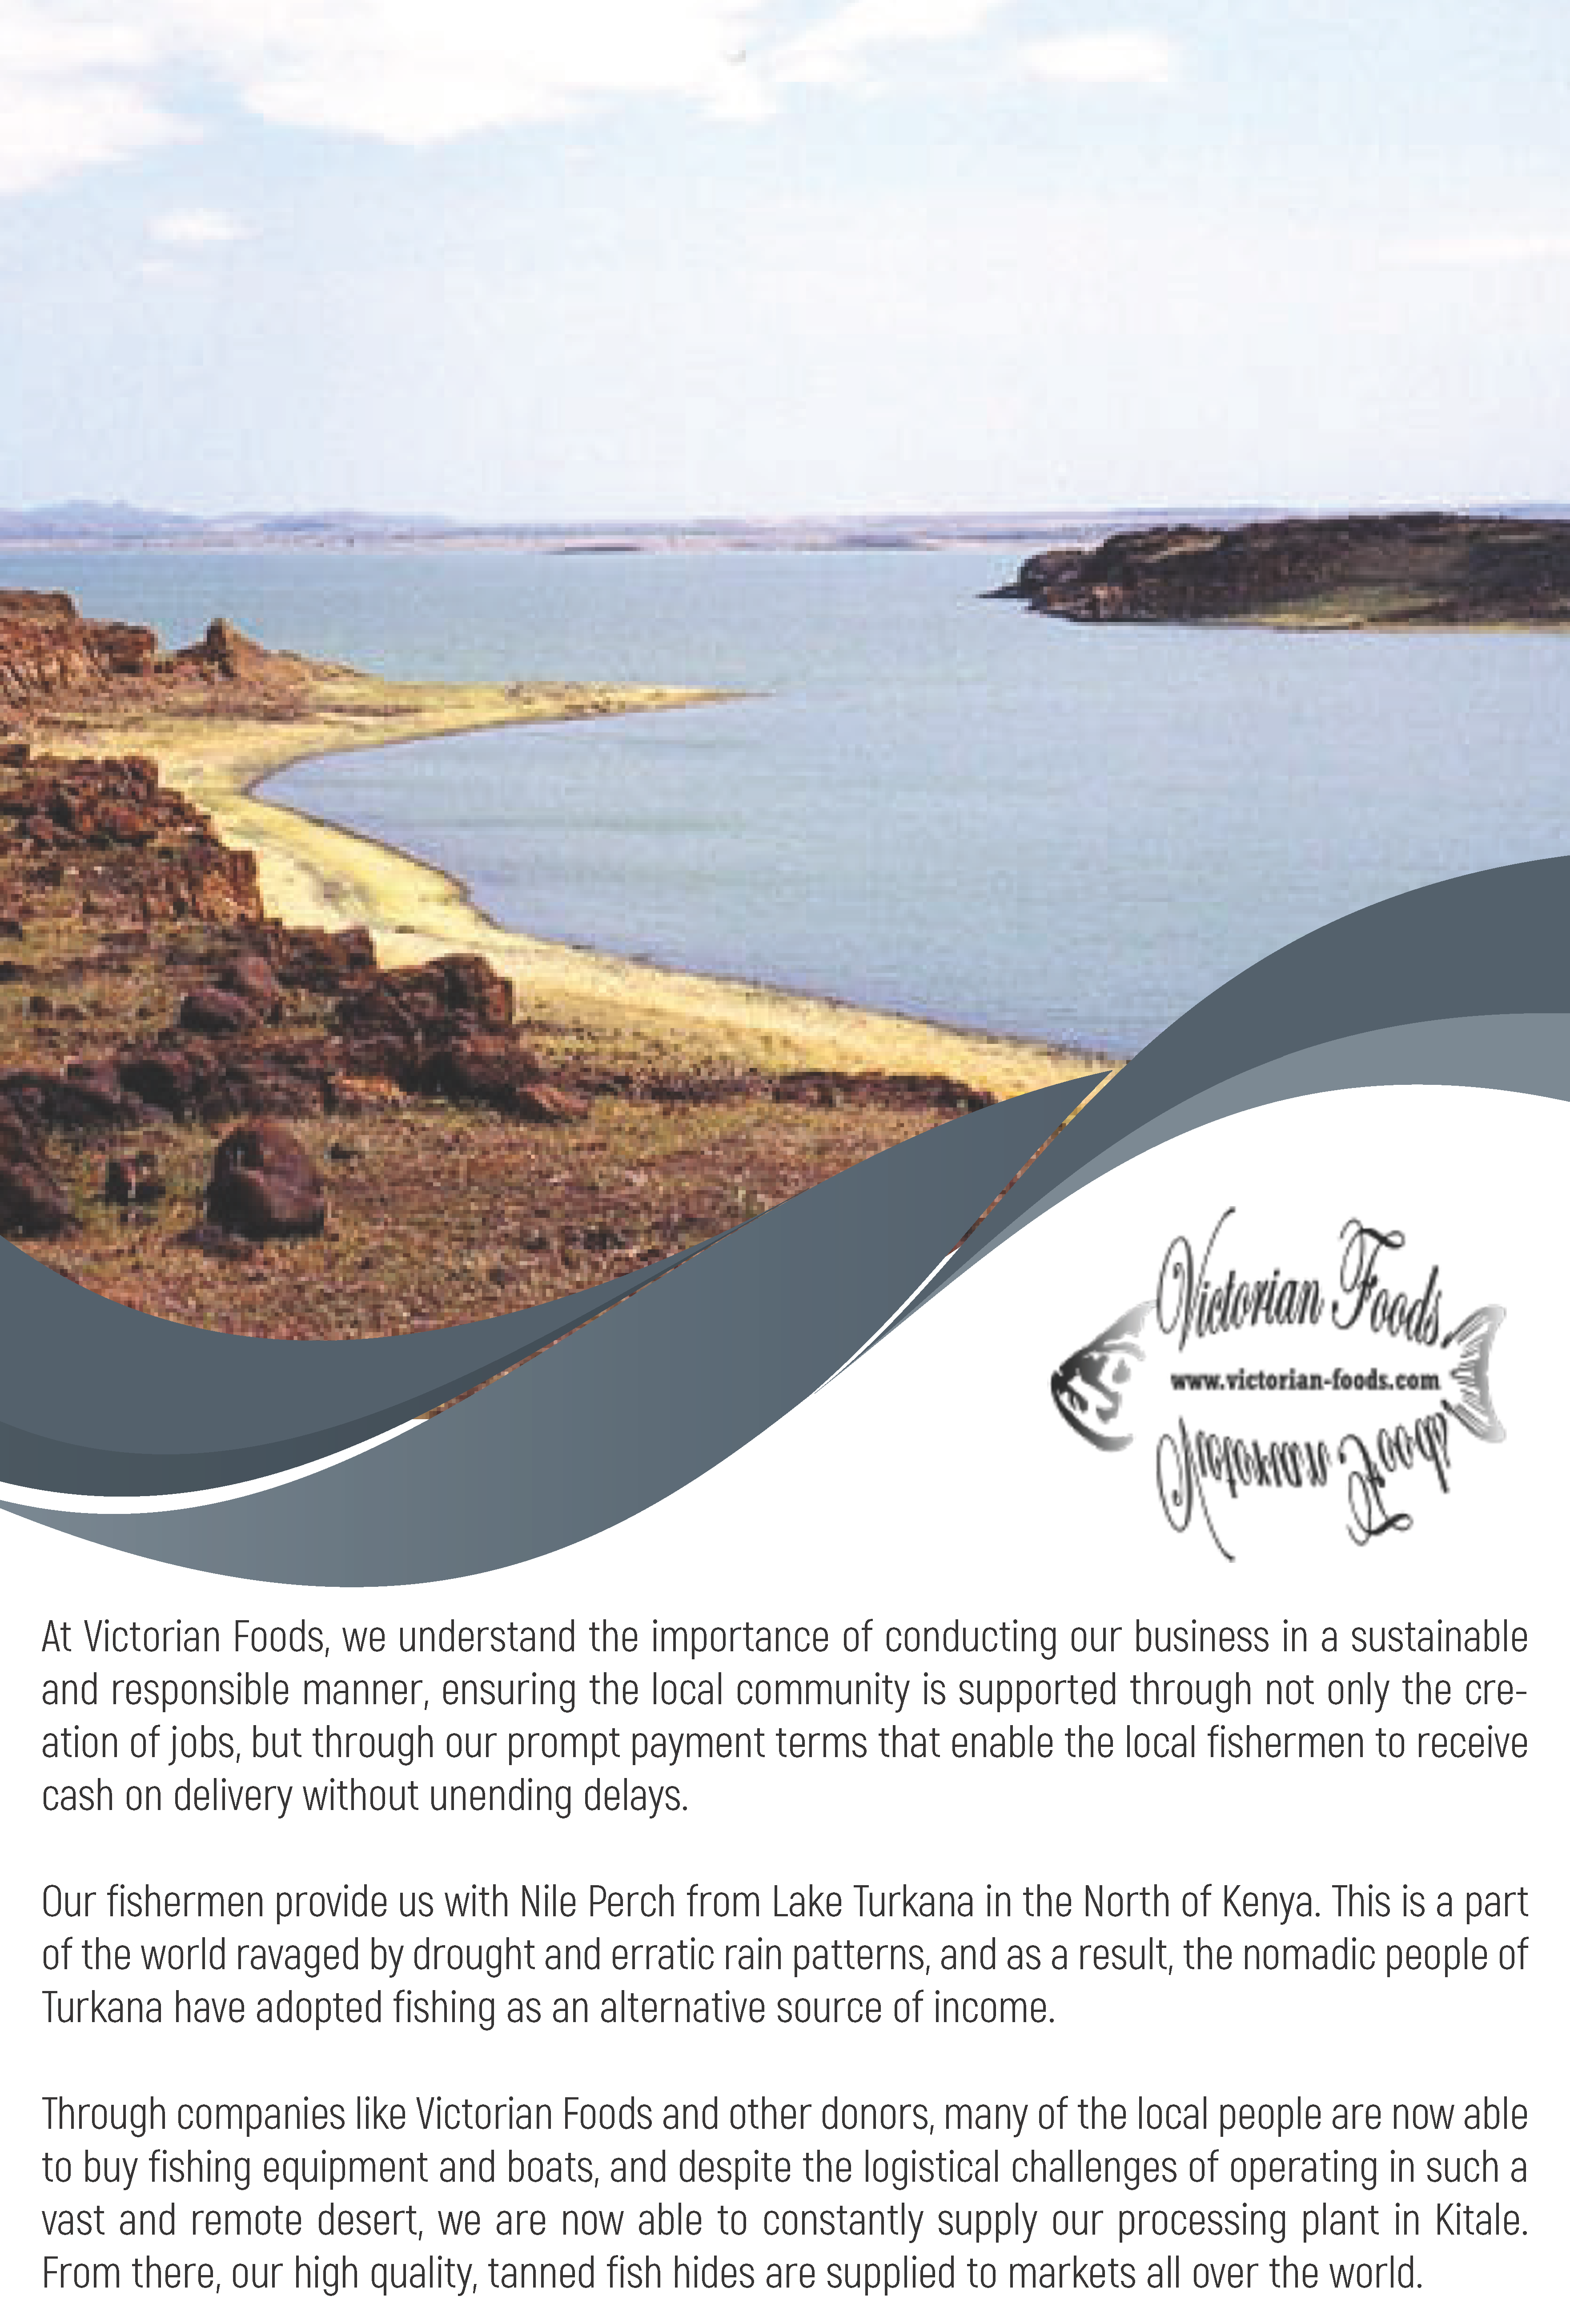 Victorian Foods
www.victorian-foods.com
Victorian Foods
At Victorian Foods, we understand the importance of conducting our business in a sustainable
and responsible manner, ensuring the local community is supported through not only the cre-
ation of jobs, but through our prompt payment terms that enable the local fishermen to receive
cash on delivery without unending delays.
Our fishermen provide us with Nile Perch from Lake Turkana in the North of Kenya. This is a part
of the world ravaged by drought and erratic rain patterns, and as a result, the nomadic people of
Turkana have adopted fishing as an alternative source of income.
Through companies like Victorian Foods and other donors, many of the local people are now able
to buy fishing equipment and boats, and despite the logistical challenges of operating in such a
vast and remote desert, we are now able to constantly supply our processing plant in Kitale.
From there, our high quality, tanned fish hides are supplied to markets all over the world.